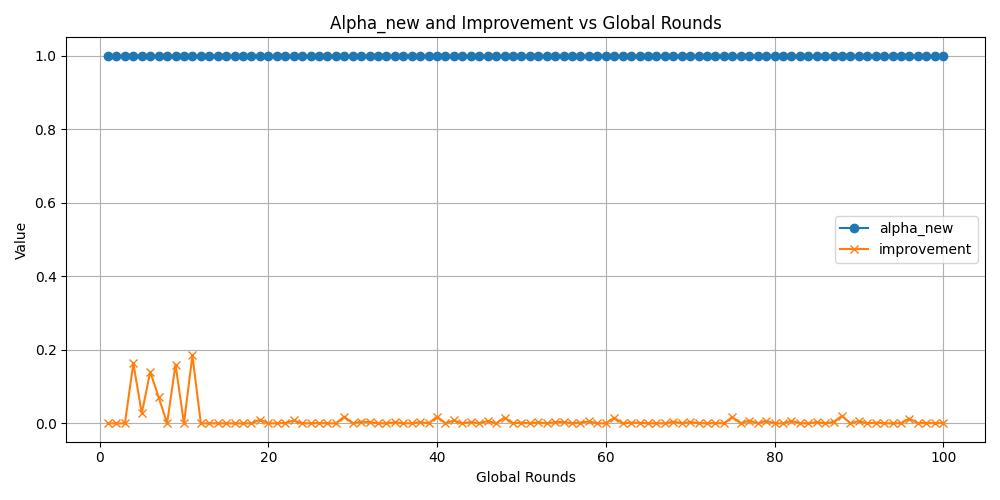 Alpha_new and Improvement vs Global Rounds
1.0
0.8
0.6
0.4
0.2
0.0
Value
alpha_new
improvement
0 20 40 60 80 100
Global Rounds